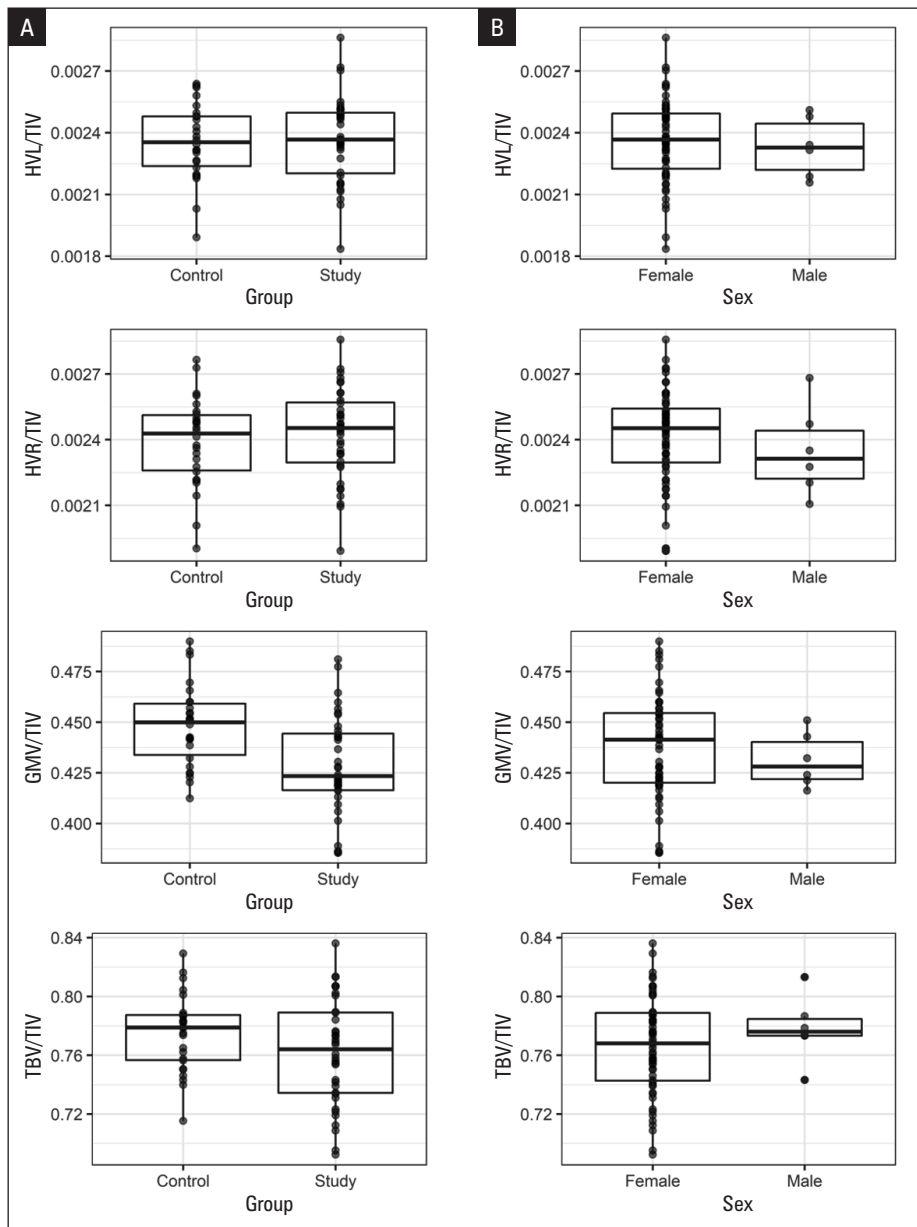 A
HVL/TIV
0.0027
0.0024
0.0021
0.0018
Control Study
Group
HVR/TIV
0.0027
0.0024
0.0021
Control Study
Group
GMV/TIV
0.475
0.450
0.425
0.400
Control Study
Group
TBV/TIV
0.84
0.80
0.76
0.72
Control Study
Group
B
HVL/TIV
0.0027
0.0024
0.0021
0.0018
Female Male
Sex
HVR/TIV
0.0027
0.0024
0.0021
Female Male
Sex
GMV/TIV
0.475
0.450
0.425
0.400
Female Male
Sex
TBV/TIV
0.84
0.80
0.76
0.72
Female Male
Sex